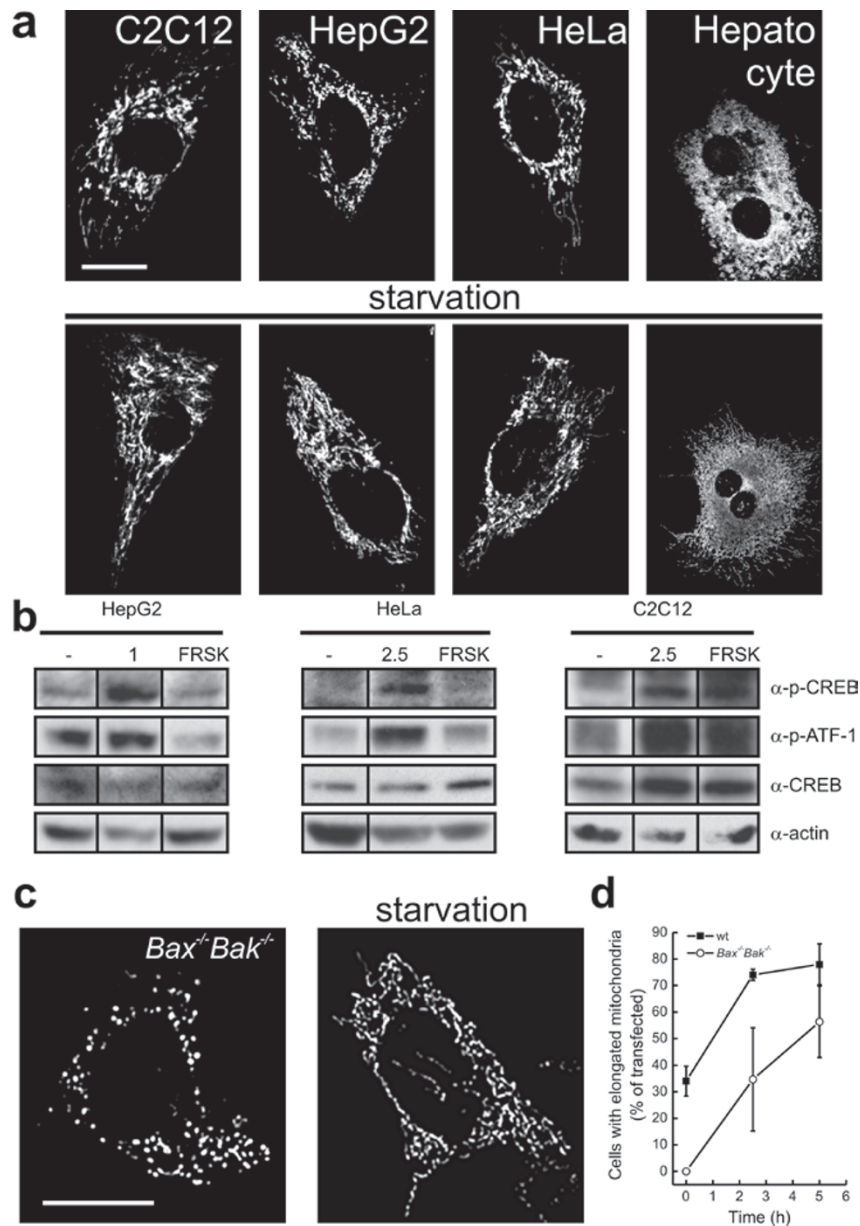 a
C2C12
HepG2
HeLa
Hepato
cyte
starvation
b
HepG2
HeLa
C2C12
- 1 FRSK
- 2.5 FRSK
- 2.5 FRSK
α-p-CREB
α-p-ATF-1
α-CREB
α-actin
c
Bax-/-Bak-/-
starvation
d
wt
Bax-/-Bak-/-
Cells with elongated mitochondria
(% of transfected)
90
80
70
60
50
40
30
20
10
0
0 1 2 3 4 5 6
Time (h)